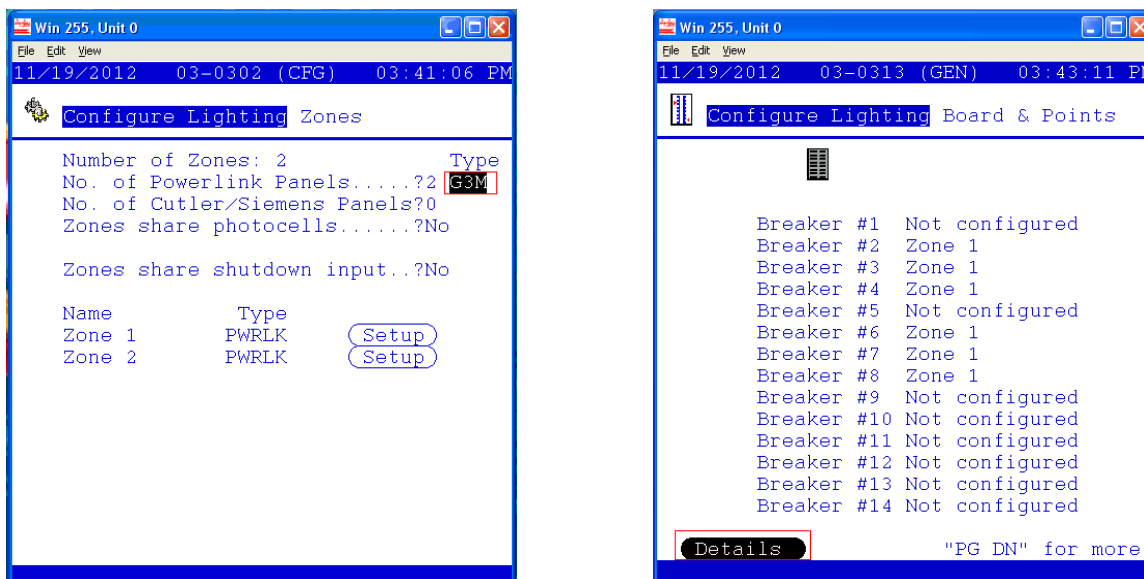 Win 255, Unit 0
File Edit View
11/19/2012 03-0302 (CFG) 03:41:06 PM
Configure Lighting Zones
Number of Zones: 2 Type
No. of Powerlink Panels.....?2 G3M
No. of Cutler/Siemens Panels?0
Zones share photocells......?No
Zones share shutdown input..?No
Name Type
Zone 1 PWRLK (Setup)
Zone 2 PWRLK (Setup)
Win 255, Unit 0
File Edit View
11/19/2012 03-0313 (GEN) 03:43:11 P
Configure Lighting Board & Points
Breaker #1 Not configured
Breaker #2 Zone 1
Breaker #3 Zone 1
Breaker #4 Zone 1
Breaker #5 Not configured
Breaker #6 Zone 1
Breaker #7 Zone 1
Breaker #8 Zone 1
Breaker #9 Not configured
Breaker #10 Not configured
Breaker #11 Not configured
Breaker #12 Not configured
Breaker #13 Not configured
Breaker #14 Not configured
Details "PG DN" for more